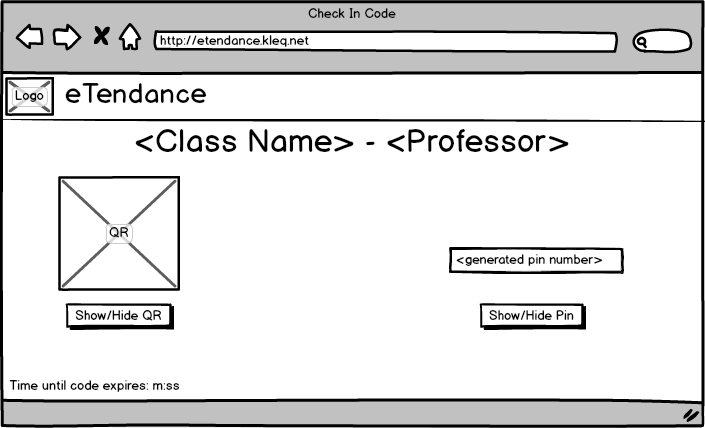 Check In Code
http://etendance.kleq.net
Logo
eTendance
<Class Name> - <Professor>
QR
<generated pin number>
Show/Hide QR
Show/Hide Pin
Time until code expires: m:ss